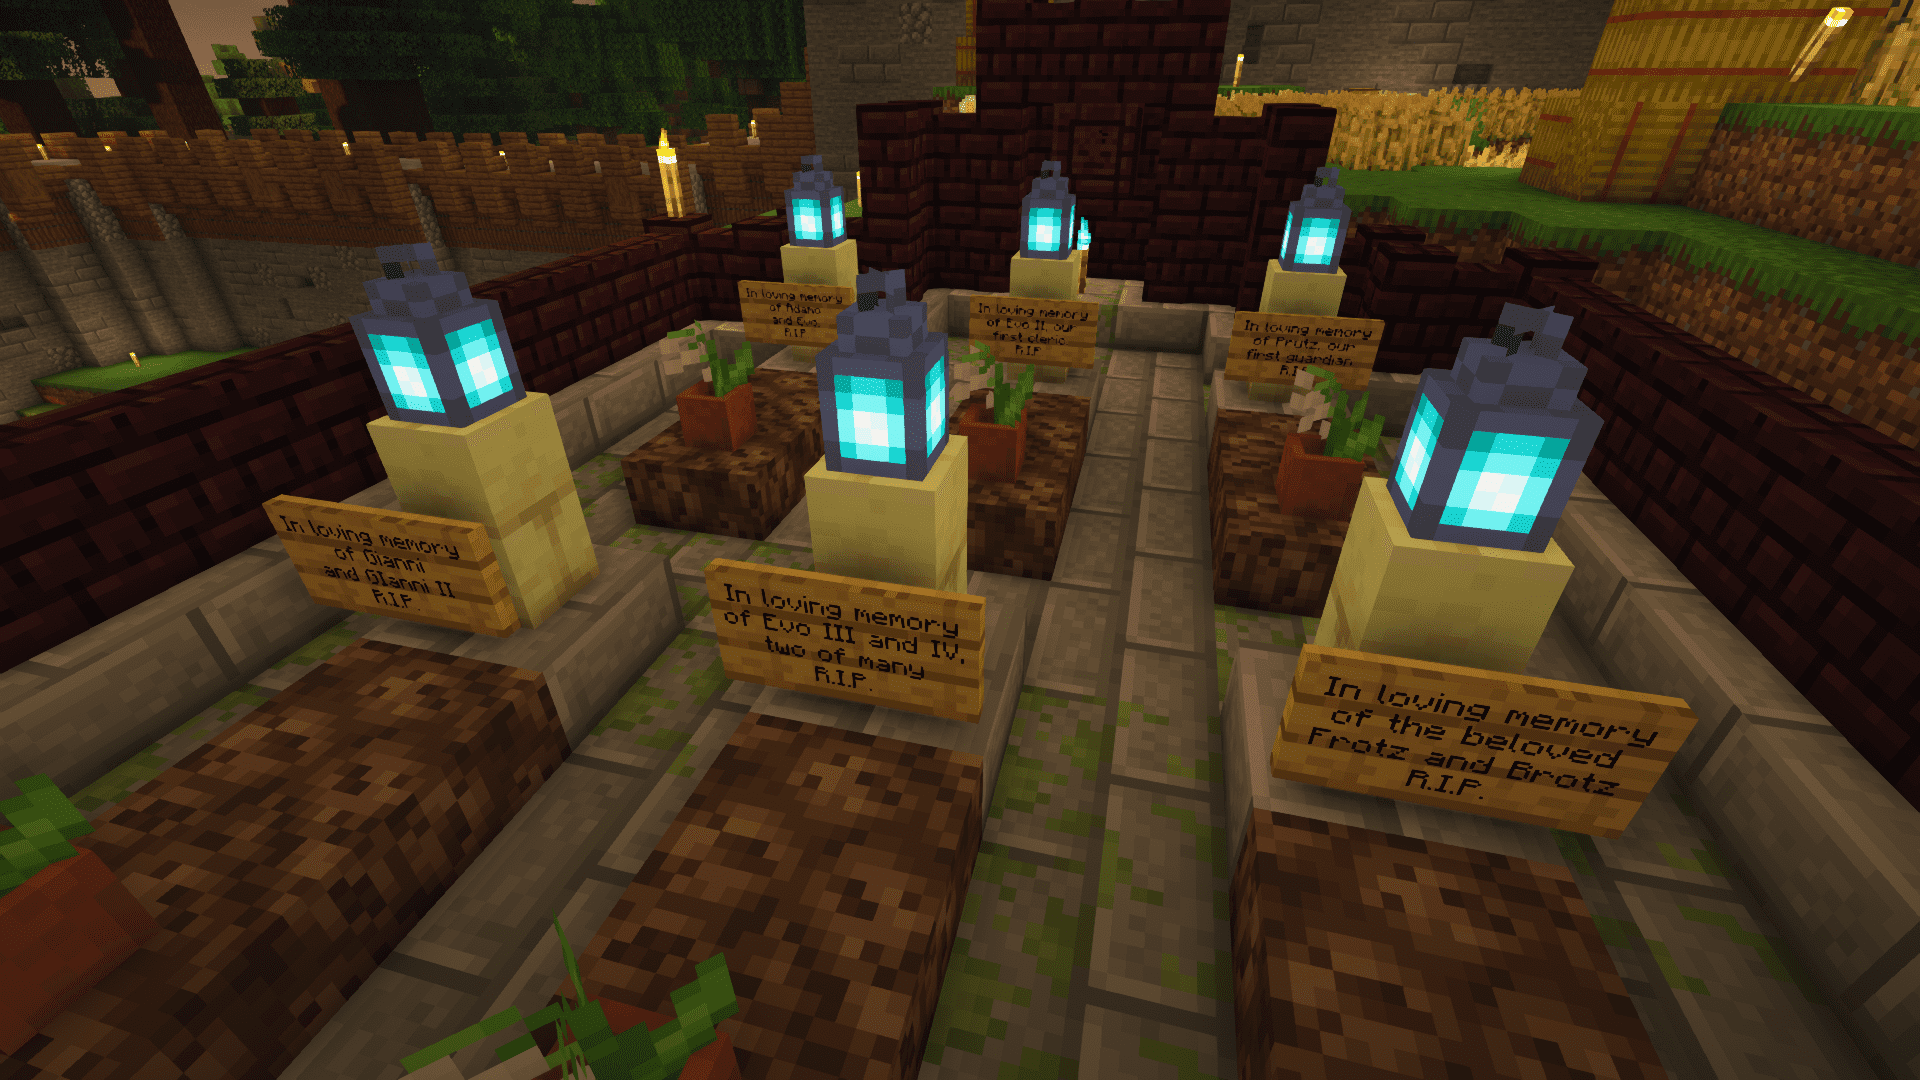 In loving memory
of Adano
and Evo.
R.I.P.
In loving memory
of Evo II, our
first cleric
R.I.P.
In loving memory
of Prutz, our
first guardian.
R.I.P.
In loving memory
of Gianni
and GIanni II
R.I.P.
In loving memory
of Evo III and IV,
two of many
R.I.P.
In loving memory
of the beloved
Frotz and Brotz
R.I.P.